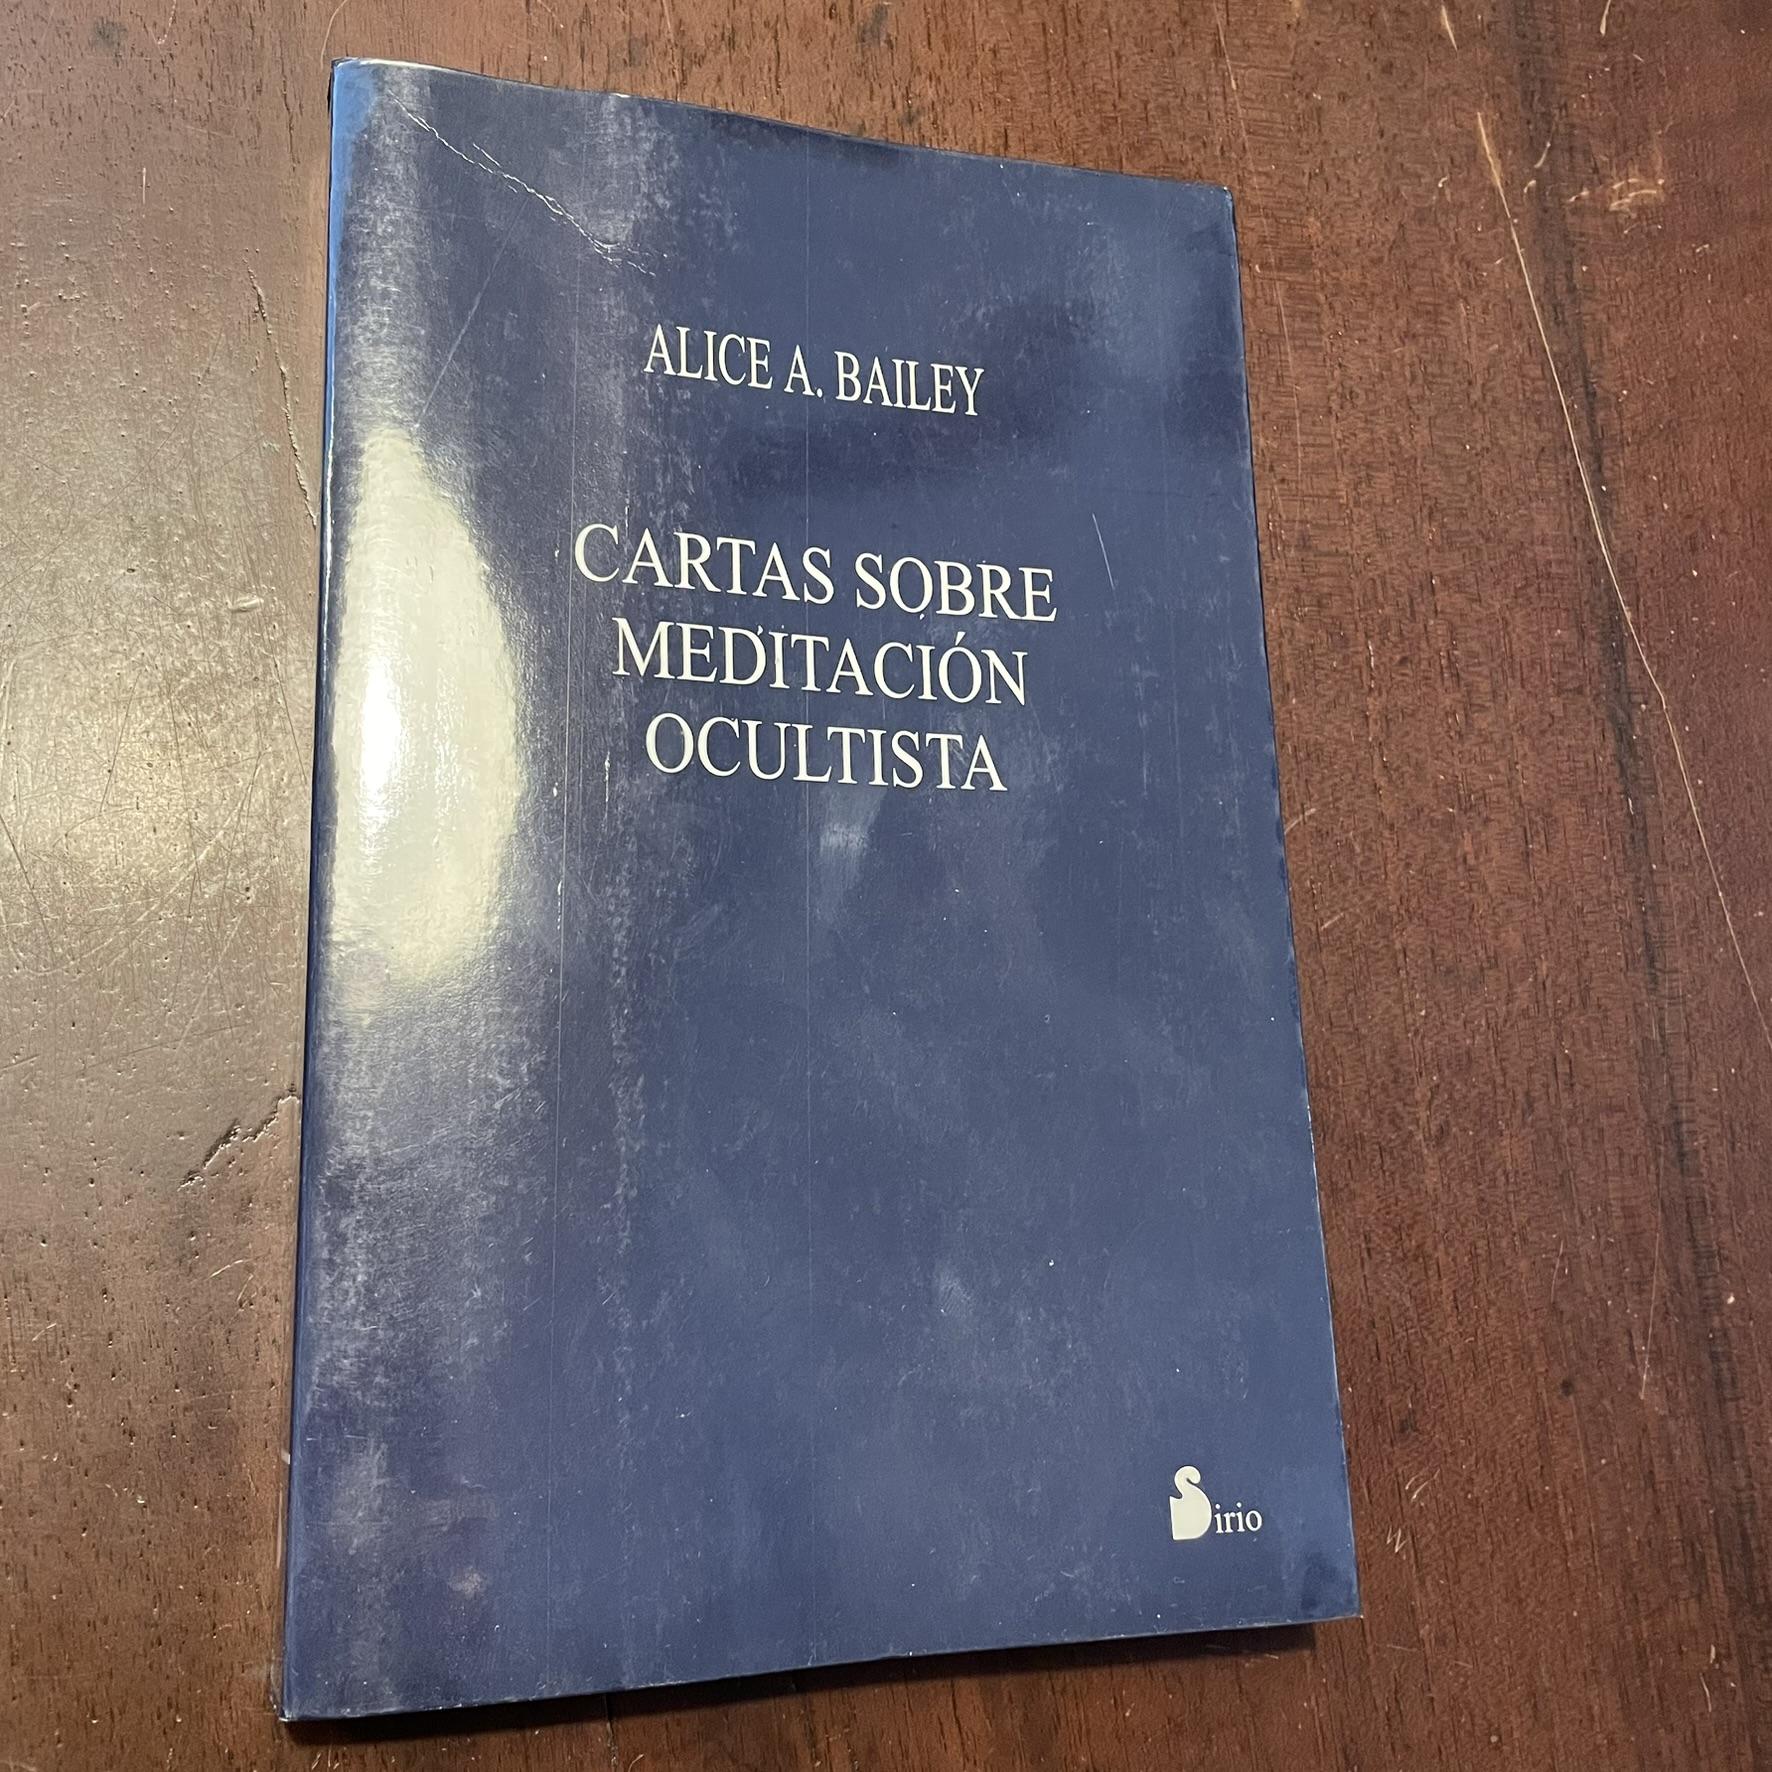 ALICE A. BAILEY
CARTAS SOBRE
MEDITACIÓN
OCULTISTA
Sirio